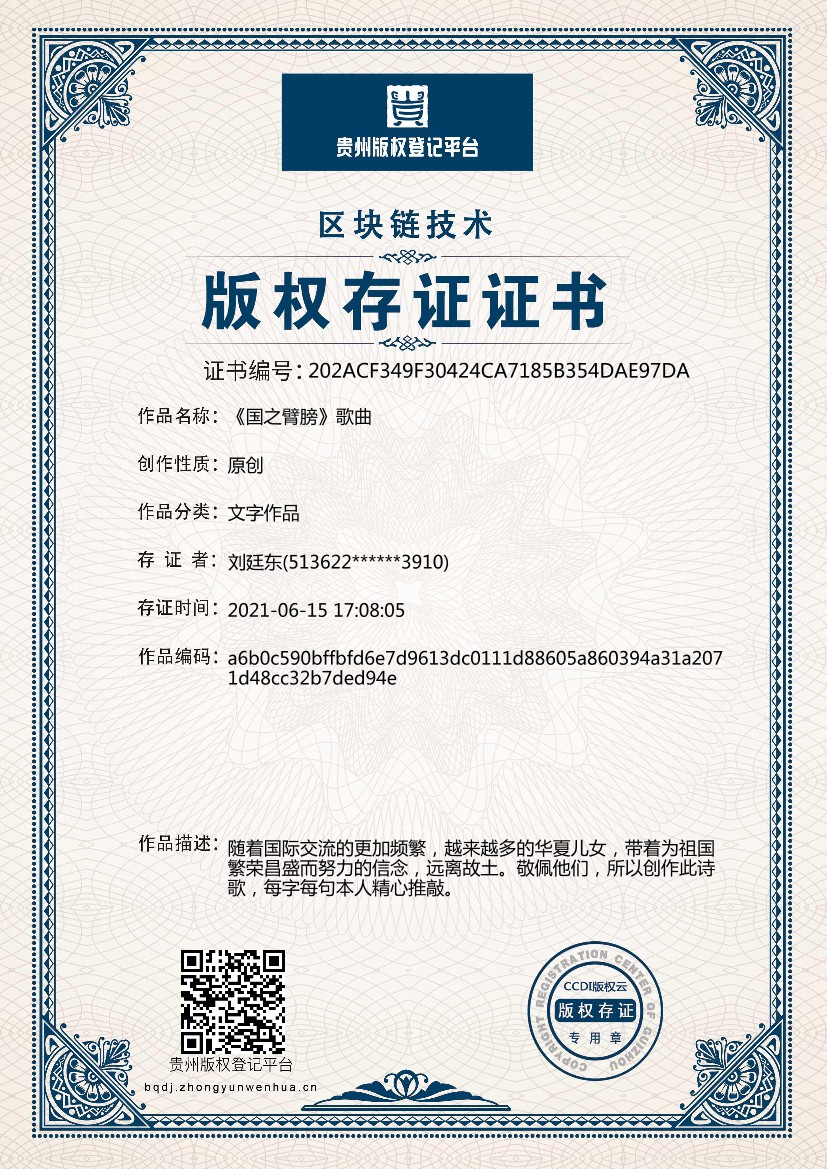 贵州版权登记平台
区块链技术
版权存证证书
证书编号：202ACF349F30424CA7185B354DAE97DA
作品名称：《国之臂膀》歌曲
创作性质：原创
作品分类：文字作品
存 证 者：刘廷东(513622******3910)
存证时间：2021-06-15 17:08:05
作品编码：a6b0c590bffbfd6e7d9613dc0111d88605a860394a31a207
1d48cc32b7ded94e
作品描述：随着国际交流的更加频繁，越来越多的华夏儿女，带着为祖国
繁荣昌盛而努力的信念，远离故土。敬佩他们，所以创作此诗
歌，每字每句本人精心推敲。
贵州版权登记平台
bqdj.zhongyunwenhua.cn
COPYRIGHT REGISTRATION CENTER OF GUIZHOU
CCDI版权云
版权存证
专用章